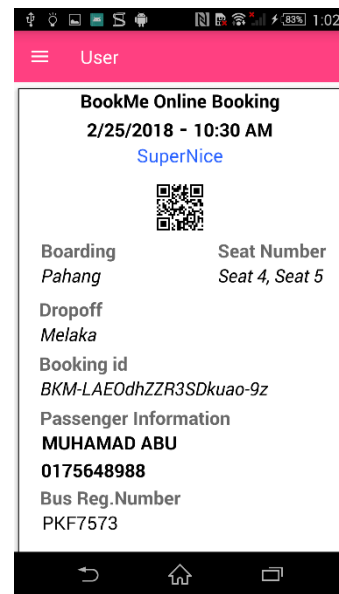 83% 1:02
User
BookMe Online Booking
2/25/2018 - 10:30 AM
SuperNice
Boarding Seat Number
Pahang Seat 4, Seat 5
Dropoff
Melaka
Booking id
BKM-LAEOdhZZR3SDkuao-9z
Passenger Information
MUHAMAD ABU
0175648988
Bus Reg.Number
PKF7573